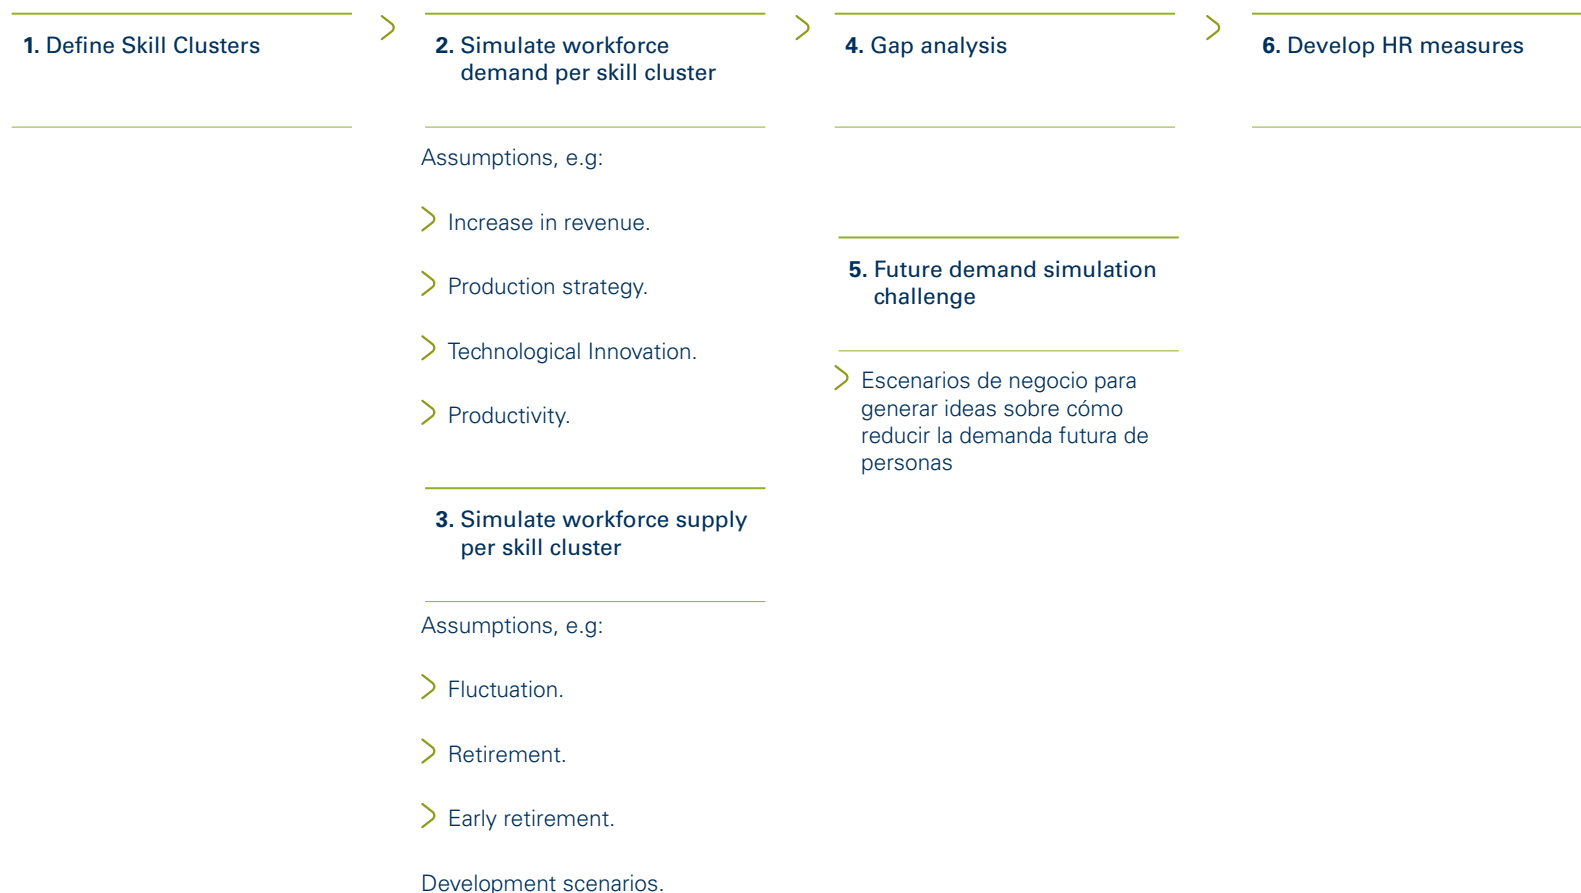 1. Define Skill Clusters
2. Simulate workforce
demand per skill cluster
Assumptions, e.g:
Increase in revenue.
Production strategy.
Technological Innovation.
Productivity.
3. Simulate workforce supply
per skill cluster
Assumptions, e.g:
Fluctuation.
Retirement.
Early retirement.
Development scenarios.
4. Gap analysis
5. Future demand simulation
challenge
Escenarios de negocio para
generar ideas sobre cómo
reducir la demanda futura de
personas
6. Develop HR measures